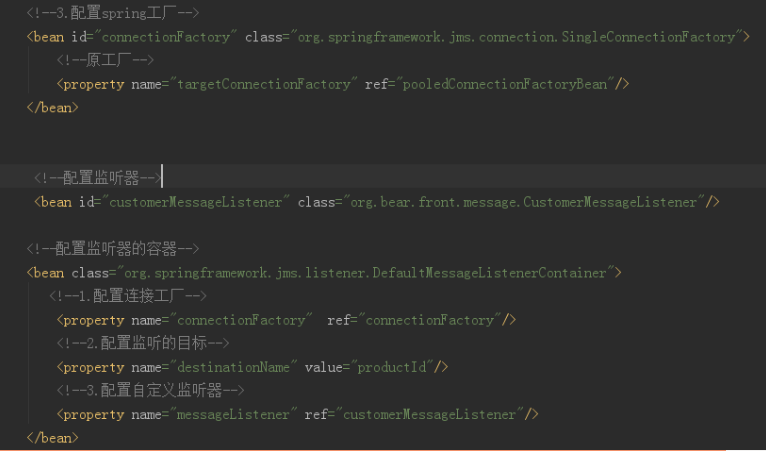 <!--3.配置spring工厂-->
<bean id="connectionFactory" class="org.springframework.jms.connection.SingleConnectionFactory">
<!--原工厂-->
<property name="targetConnectionFactory" ref="pooledConnectionFactoryBean"/>
</bean>
<!--配置监听器-->
<bean id="customerMessageListener" class="org.bear.front.message.CustomerMessageListener"/>
<!--配置监听器的容器-->
<bean class="org.springframework.jms.listener.DefaultMessageListenerContainer">
<!--1.配置连接工厂-->
<property name="connectionFactory"  ref="connectionFactory"/>
<!--2.配置监听的目标-->
<property name="destinationName" value="productId"/>
<!--3.配置自定义监听器-->
<property name="messageListener" ref="customerMessageListener"/>
</bean>